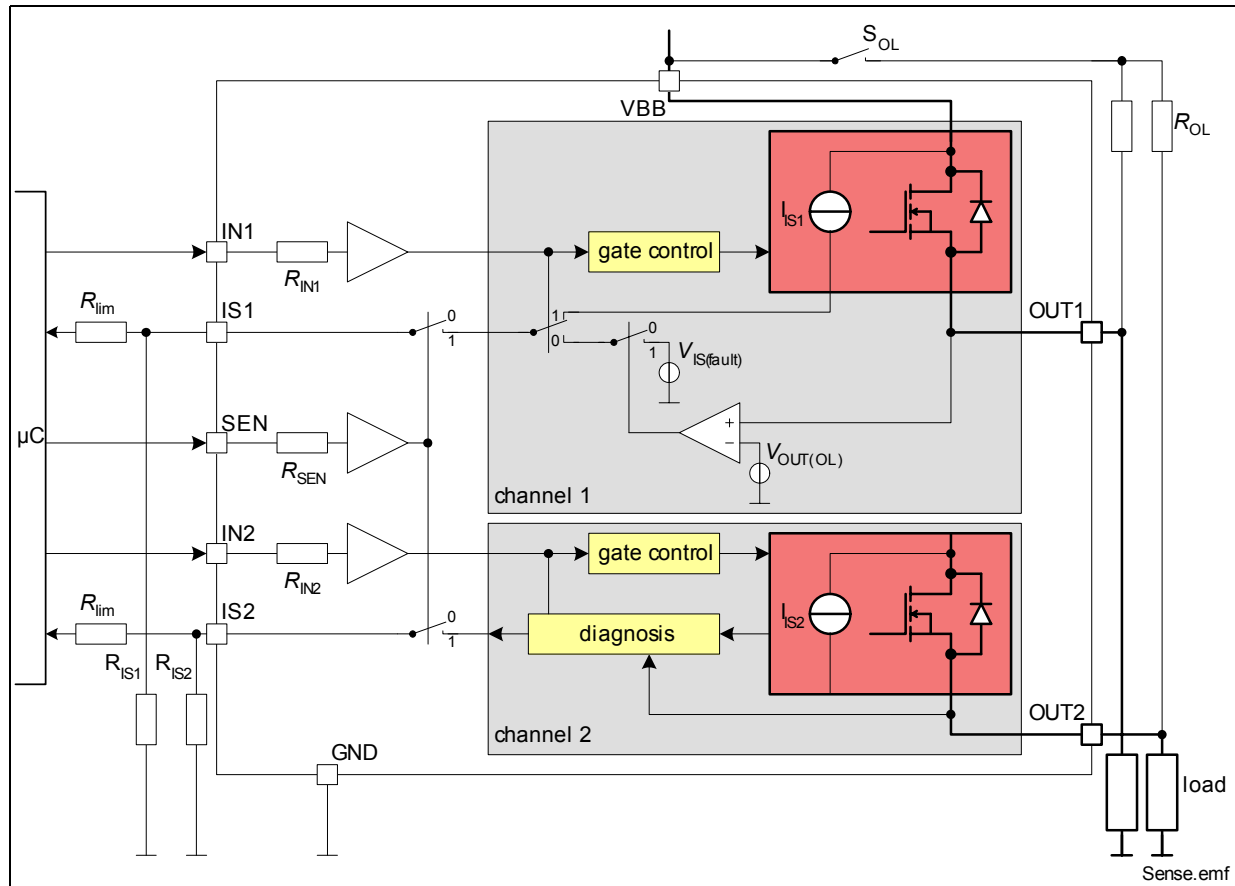 S_OL
VBB
R_OL
IN1
I_IS1
gate control
R_IN1
R_lim
IS1
OUT1
0
1
1
0
0
1
V_IS(fault)
SEN
µC
+
−
R_SEN
V_OUT(OL)
channel 1
IN2
gate control
R_IN2
R_lim
IS2
0
1
diagnosis
I_IS2
R_IS1
R_IS2
OUT2
channel 2
GND
load
Sense.emf